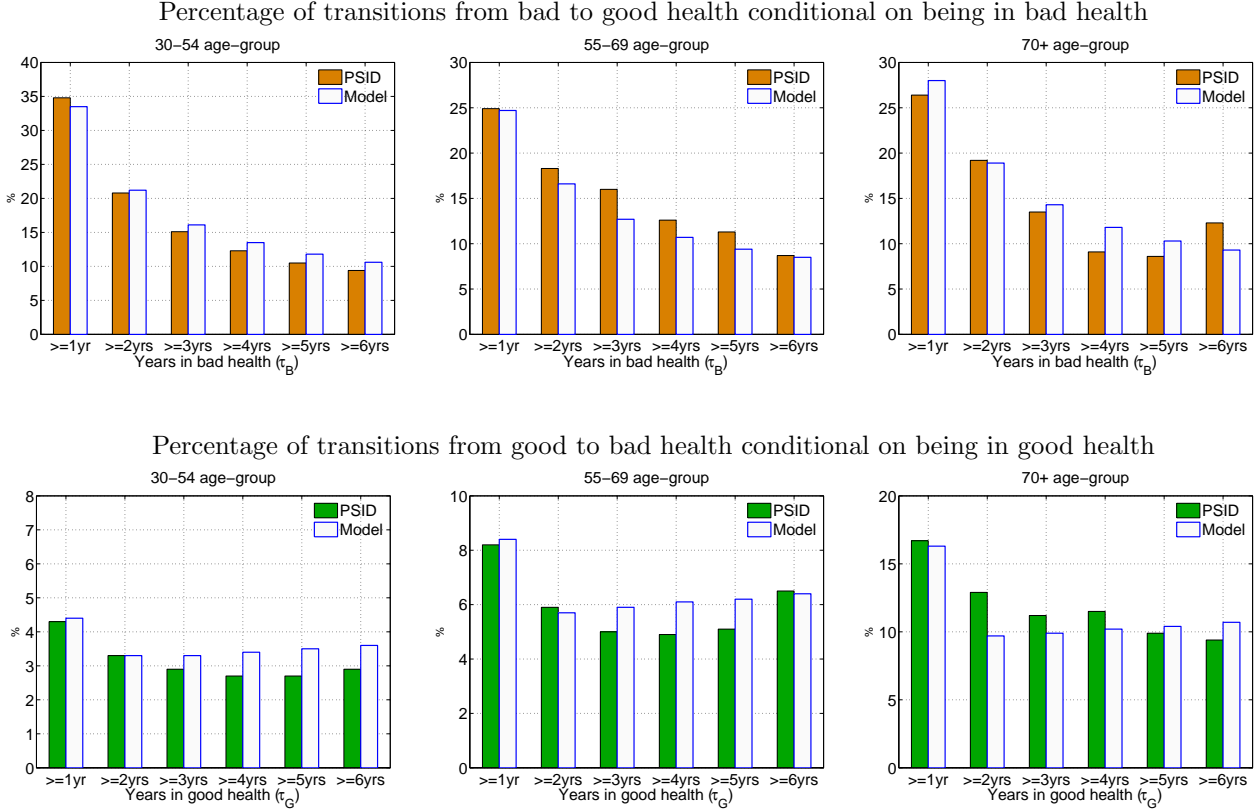 Percentage of transitions from bad to good health conditional on being in bad health
30−54 age−group
40
35
30
25
20
15
10
5
0
%
PSID
Model
>=1yr >=2yrs >=3yrs >=4yrs >=5yrs >=6yrs
Years in bad health (τ_B)
55−69 age−group
30
25
20
15
10
5
0
%
PSID
Model
>=1yr >=2yrs >=3yrs >=4yrs >=5yrs >=6yrs
Years in bad health (τ_B)
70+ age−group
30
25
20
15
10
5
0
%
PSID
Model
>=1yr >=2yrs >=3yrs >=4yrs >=5yrs >=6yrs
Years in bad health (τ_B)
Percentage of transitions from good to bad health conditional on being in good health
30−54 age−group
8
7
6
5
4
3
2
1
0
%
PSID
Model
>=1yr >=2yrs >=3yrs >=4yrs >=5yrs >=6yrs
Years in good health (τ_G)
55−69 age−group
10
8
6
4
2
0
%
PSID
Model
>=1yr >=2yrs >=3yrs >=4yrs >=5yrs >=6yrs
Years in good health (τ_G)
70+ age−group
20
15
10
5
0
%
PSID
Model
>=1yr >=2yrs >=3yrs >=4yrs >=5yrs >=6yrs
Years in good health (τ_G)